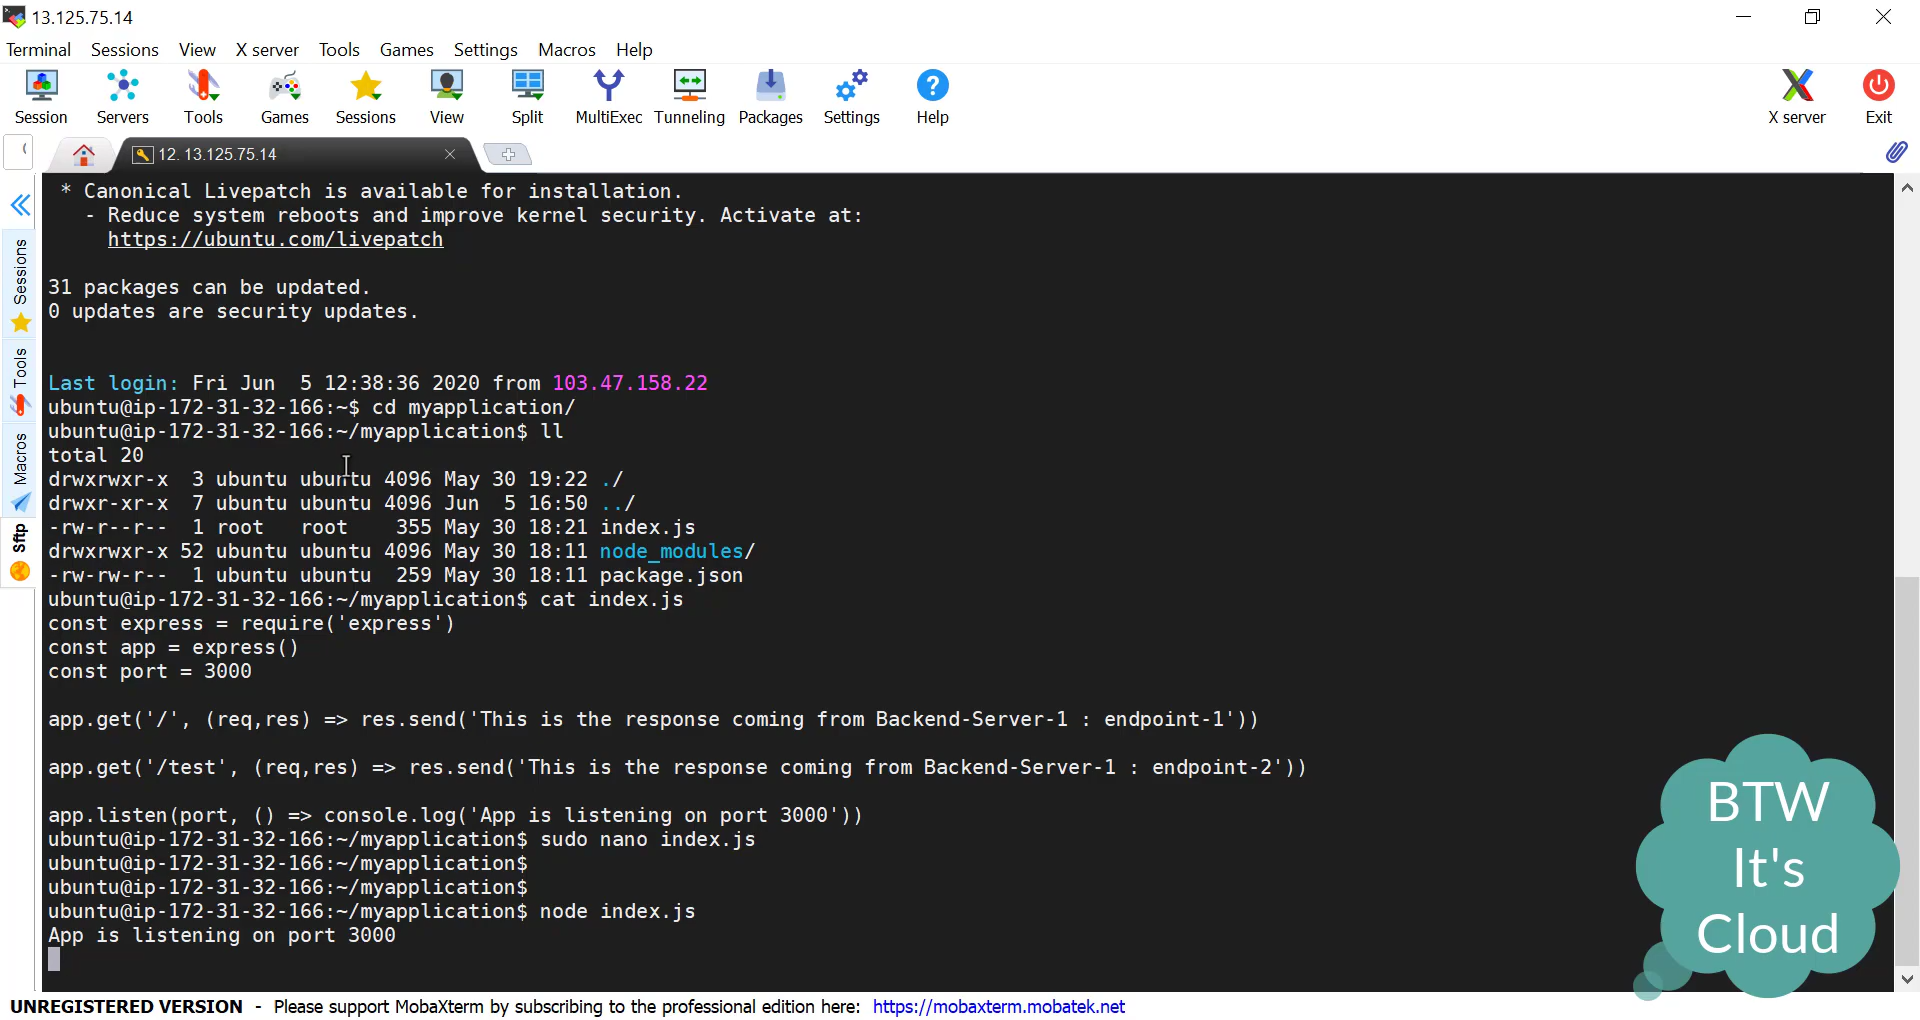 13.125.75.14
Terminal Sessions View X server Tools Games Settings Macros Help
Session Servers Tools Games Sessions View Split MultiExec Tunneling Packages Settings Help X server Exit
12. 13.125.75.14
Sessions
Tools
Macros
Sftp
* Canonical Livepatch is available for installation.
- Reduce system reboots and improve kernel security. Activate at:
https://ubuntu.com/livepatch
31 packages can be updated.
0 updates are security updates.
Last login: Fri Jun  5 12:38:36 2020 from 103.47.158.22
ubuntu@ip-172-31-32-166:~$ cd myapplication/
ubuntu@ip-172-31-32-166:~/myapplication$ ll
total 20
drwxrwxr-x  3 ubuntu ubuntu 4096 May 30 19:22 ./
drwxr-xr-x  7 ubuntu ubuntu 4096 Jun  5 16:50 ../
-rw-r--r--  1 root   root    355 May 30 18:21 index.js
drwxrwxr-x 52 ubuntu ubuntu 4096 May 30 18:11 node_modules/
-rw-rw-r--  1 ubuntu ubuntu  259 May 30 18:11 package.json
ubuntu@ip-172-31-32-166:~/myapplication$ cat index.js
const express = require('express')
const app = express()
const port = 3000
app.get('/', (req,res) => res.send('This is the response coming from Backend-Server-1 : endpoint-1'))
app.get('/test', (req,res) => res.send('This is the response coming from Backend-Server-1 : endpoint-2'))
app.listen(port, () => console.log('App is listening on port 3000'))
ubuntu@ip-172-31-32-166:~/myapplication$ sudo nano index.js
ubuntu@ip-172-31-32-166:~/myapplication$
ubuntu@ip-172-31-32-166:~/myapplication$
ubuntu@ip-172-31-32-166:~/myapplication$ node index.js
App is listening on port 3000
BTW
It's
Cloud
UNREGISTERED VERSION - Please support MobaXterm by subscribing to the professional edition here: https://mobaxterm.mobatek.net